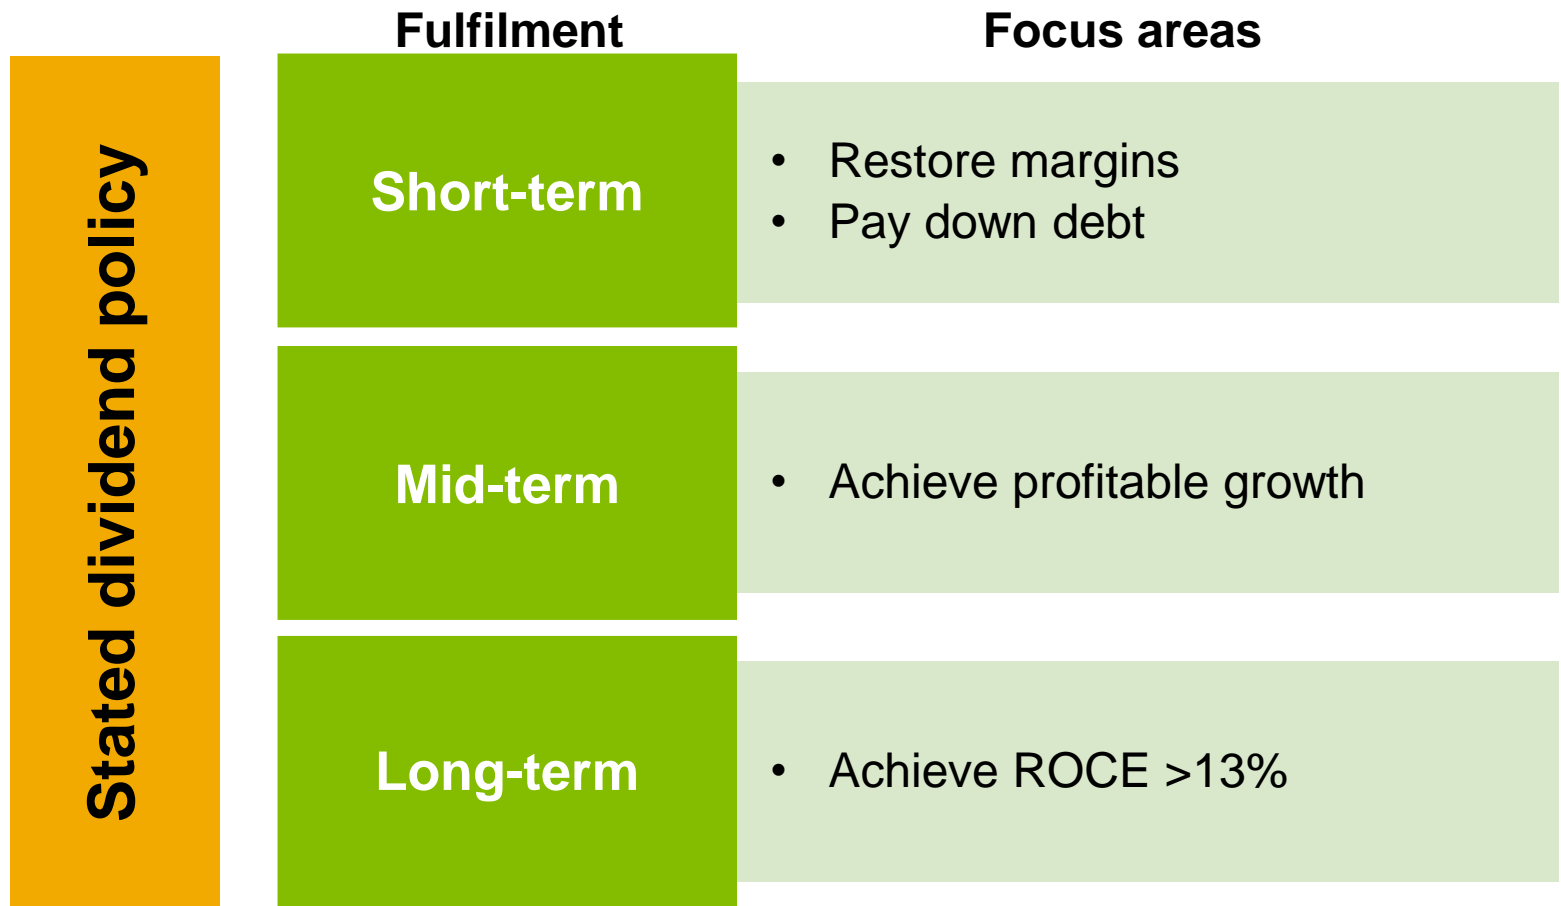 Fulfilment
Focus areas
Stated dividend policy
Short-term
• Restore margins
• Pay down debt
Mid-term
• Achieve profitable growth
Long-term
• Achieve ROCE >13%